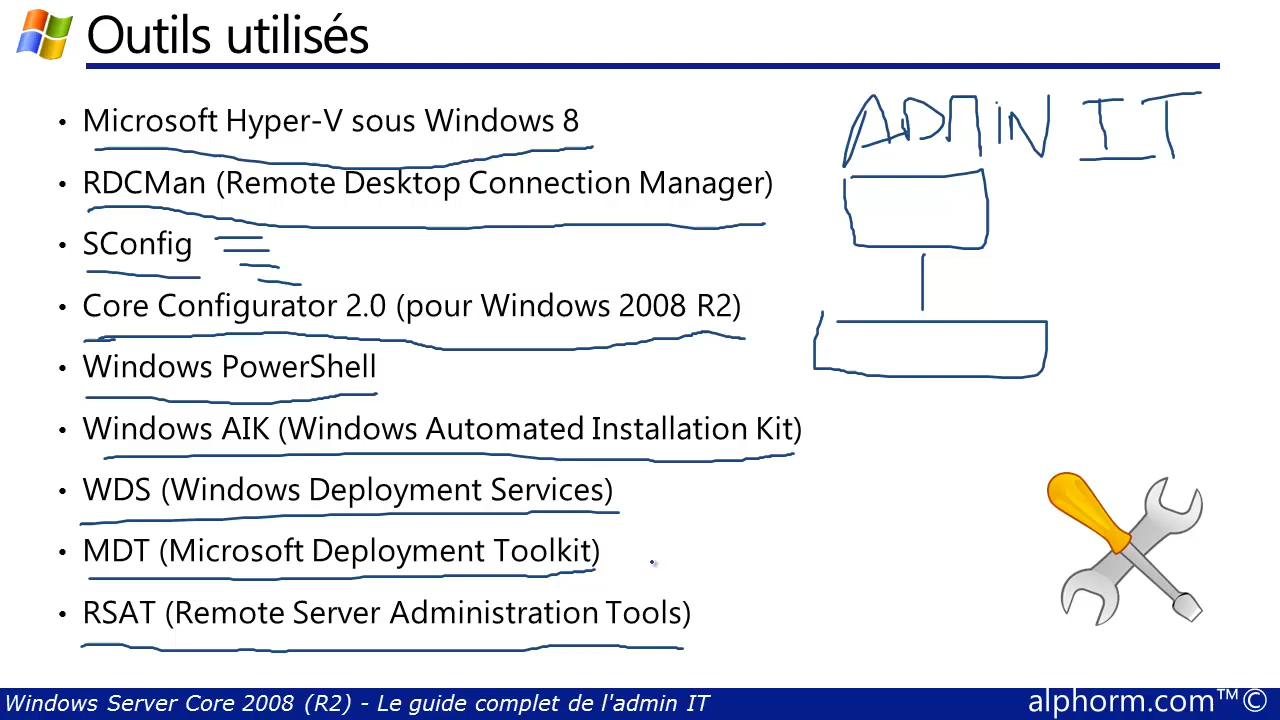 Outils utilisés
• Microsoft Hyper-V sous Windows 8
• RDCMan (Remote Desktop Connection Manager)
• SConfig
• Core Configurator 2.0 (pour Windows 2008 R2)
• Windows PowerShell
• Windows AIK (Windows Automated Installation Kit)
• WDS (Windows Deployment Services)
• MDT (Microsoft Deployment Toolkit)
• RSAT (Remote Server Administration Tools)
ADMIN IT
Windows Server Core 2008 (R2) - Le guide complet de l'admin IT
alphorm.com™©